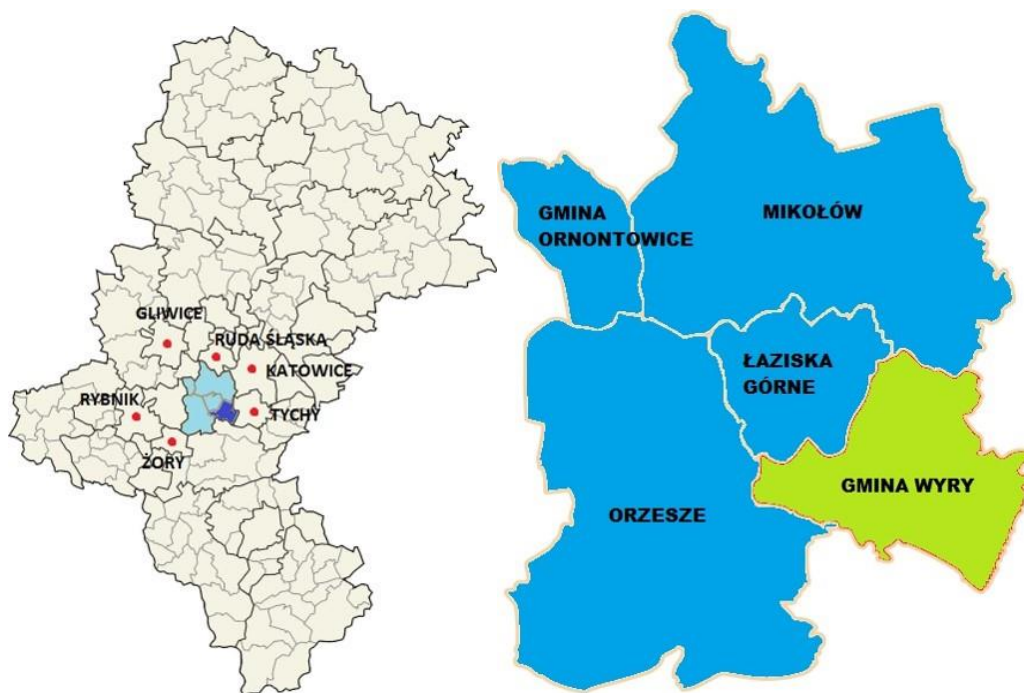 GLIWICE
RUDA ŚLĄSKA
KATOWICE
RYBNIK
TYCHY
ŻORY
GMINA
ORNONTOWICE
MIKOŁÓW
ŁAZISKA
GÓRNE
GMINA WYRY
ORZESZE